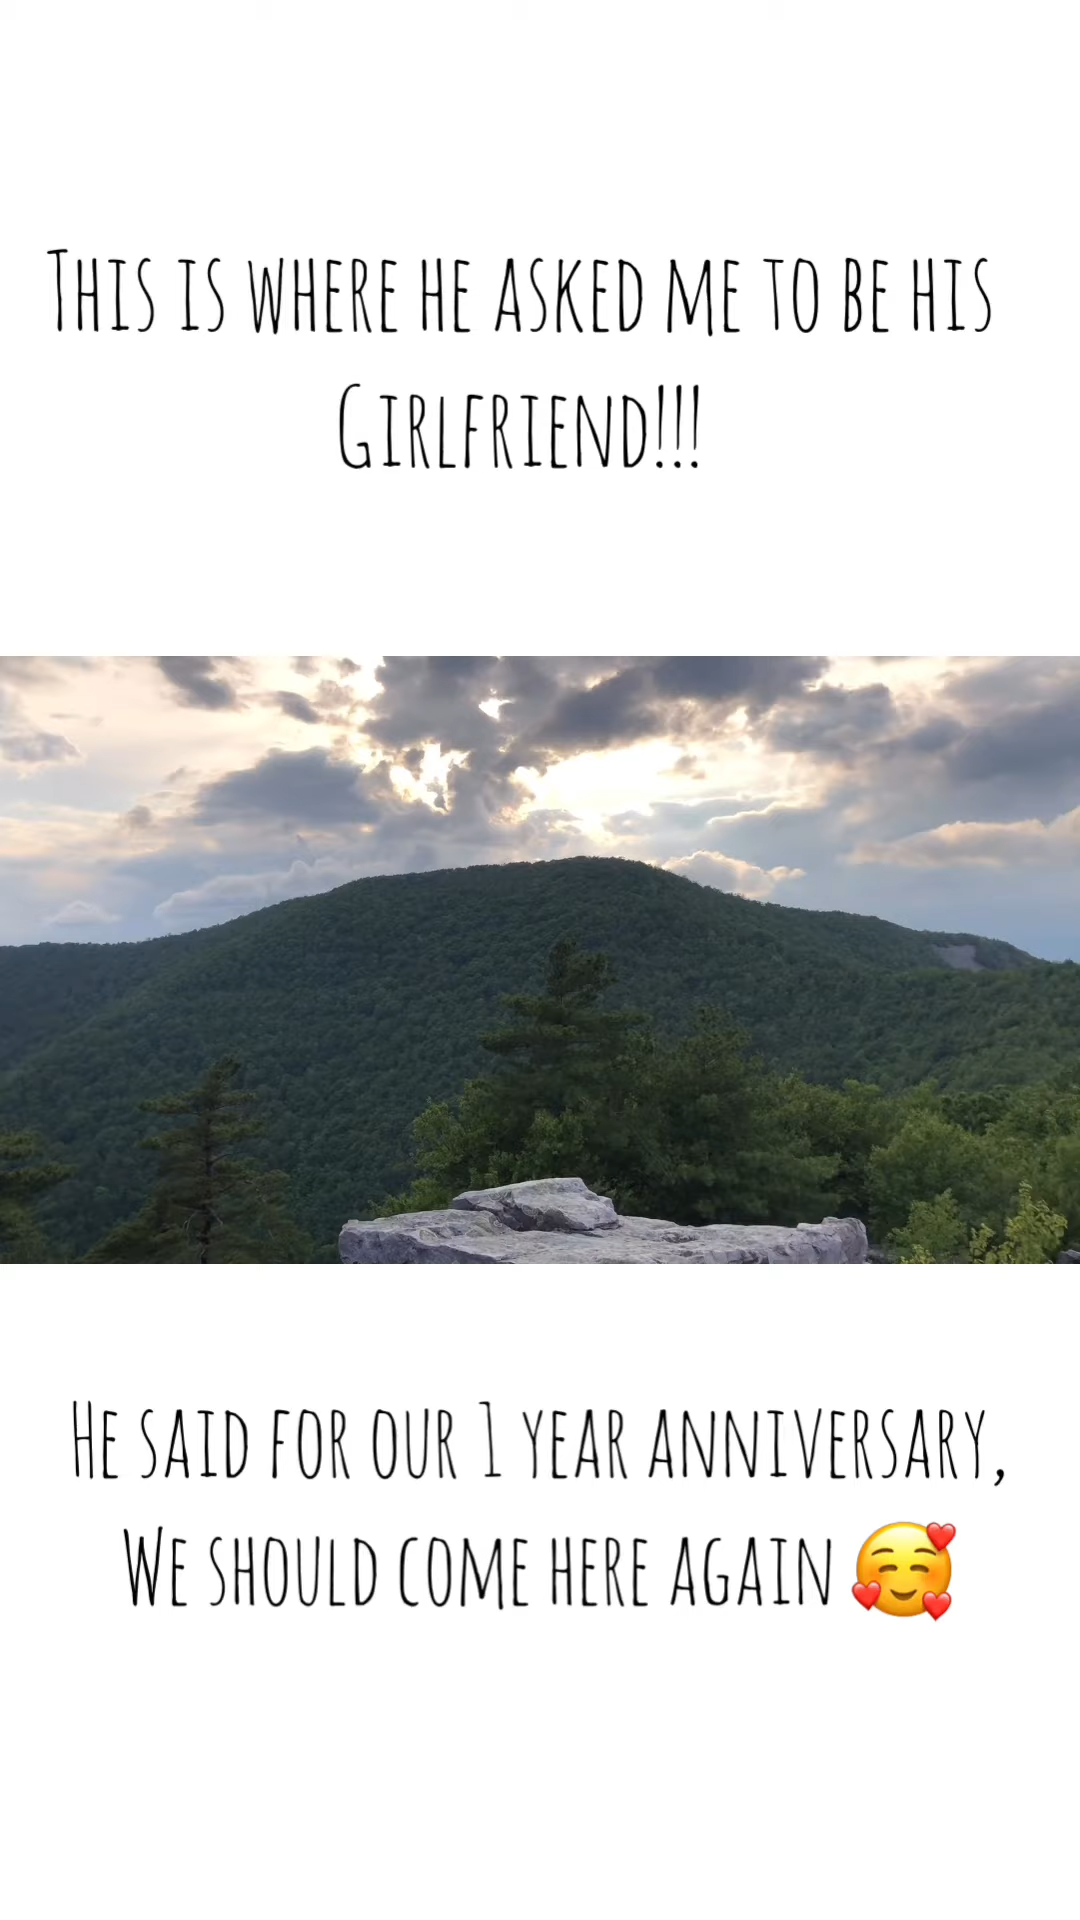 This is where he asked me to be his
Girlfriend!!!
He said for our 1 year anniversary,
We should come here again 🥰